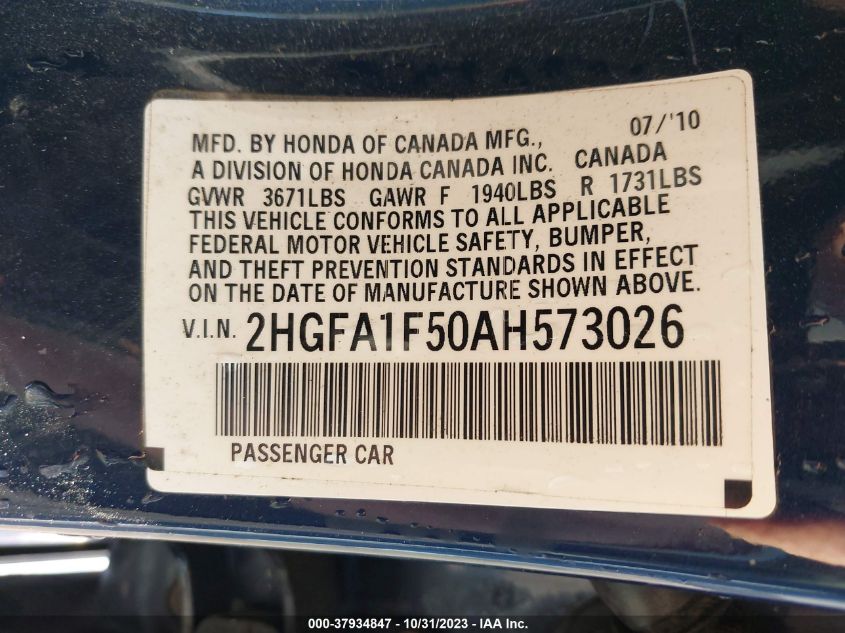 07/'10
MFD. BY HONDA OF CANADA MFG.,
A DIVISION OF HONDA CANADA INC. CANADA
GVWR 3671LBS GAWR F 1940LBS R 1731LBS
THIS VEHICLE CONFORMS TO ALL APPLICABLE
FEDERAL MOTOR VEHICLE SAFETY, BUMPER,
AND THEFT PREVENTION STANDARDS IN EFFECT
ON THE DATE OF MANUFACTURE SHOWN ABOVE.
V.I.N. 2HGFA1F50AH573026
PASSENGER CAR
000-37934847 - 10/31/2023 - IAA Inc.